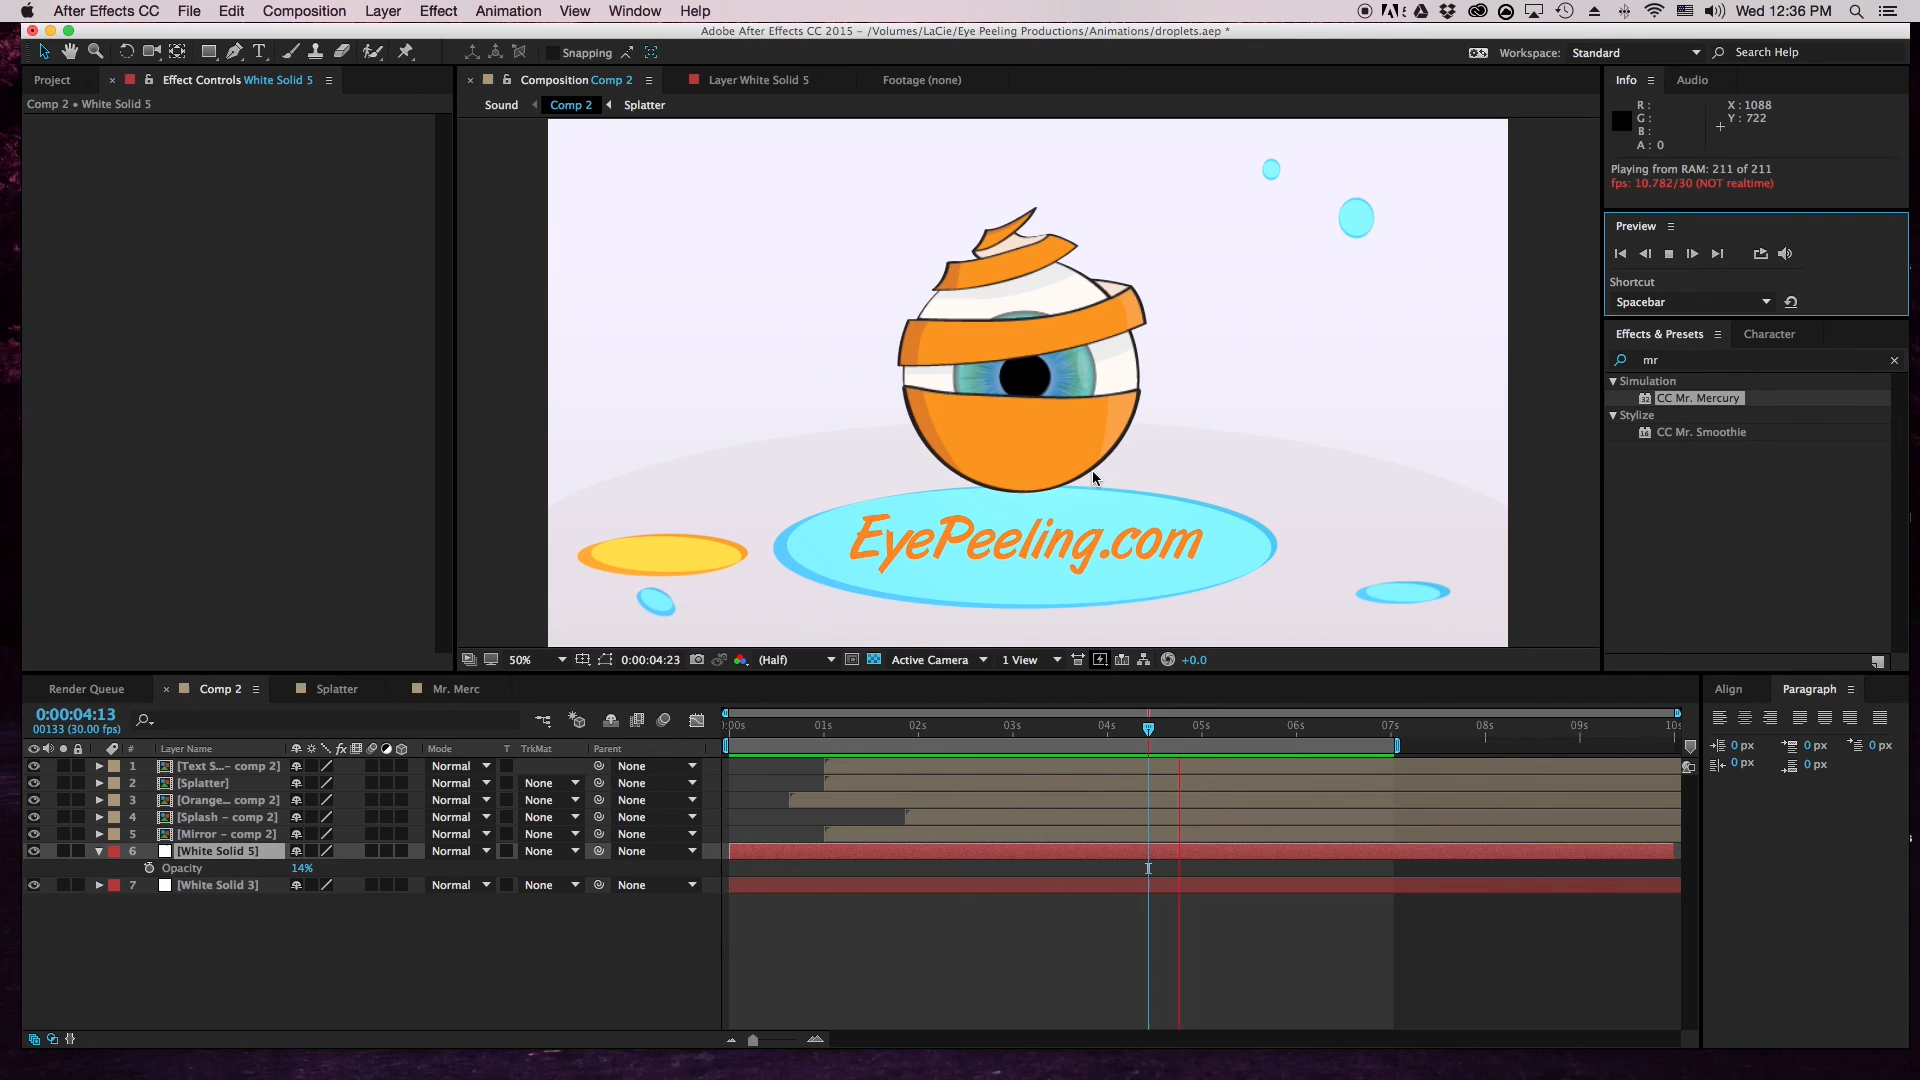 After Effects CC File Edit Composition Layer Effect Animation View Window Help Wed 12:36 PM
Adobe After Effects CC 2015 – /Volumes/LaCie/Eye Peeling Productions/Animations/droplets.aep *
Snapping Workspace: Standard Search Help
Project Effect Controls White Solid 5 Composition Comp 2 Layer White Solid 5 Footage (none) Info Audio
Comp 2 • White Solid 5 Sound Comp 2 Splatter
R : X : 1088
G : Y : 722
B :
A : 0
Playing from RAM: 211 of 211
fps: 10.782/30 (NOT realtime)
Preview
Shortcut
Spacebar
Effects & Presets Character
mr
Simulation
CC Mr. Mercury
Stylize
CC Mr. Smoothie
EyePeeling.com
50% 0:00:04:23 (Half) Active Camera 1 View +0.0
Render Queue Comp 2 Splatter Mr. Merc Align Paragraph
0:00:04:13
00133 (30.00 fps)
:00s 01s 02s 03s 04s 05s 06s 07s 08s 09s 10s
0 px 0 px 0 px
0 px 0 px
# Layer Name Mode T TrkMat Parent
1 [Text S...– comp 2] Normal None
2 [Splatter] Normal None None
3 [Orange... comp 2] Normal None None
4 [Splash – comp 2] Normal None None
5 [Mirror – comp 2] Normal None None
6 [White Solid 5] Normal None None
Opacity 14%
7 [White Solid 3] Normal None None